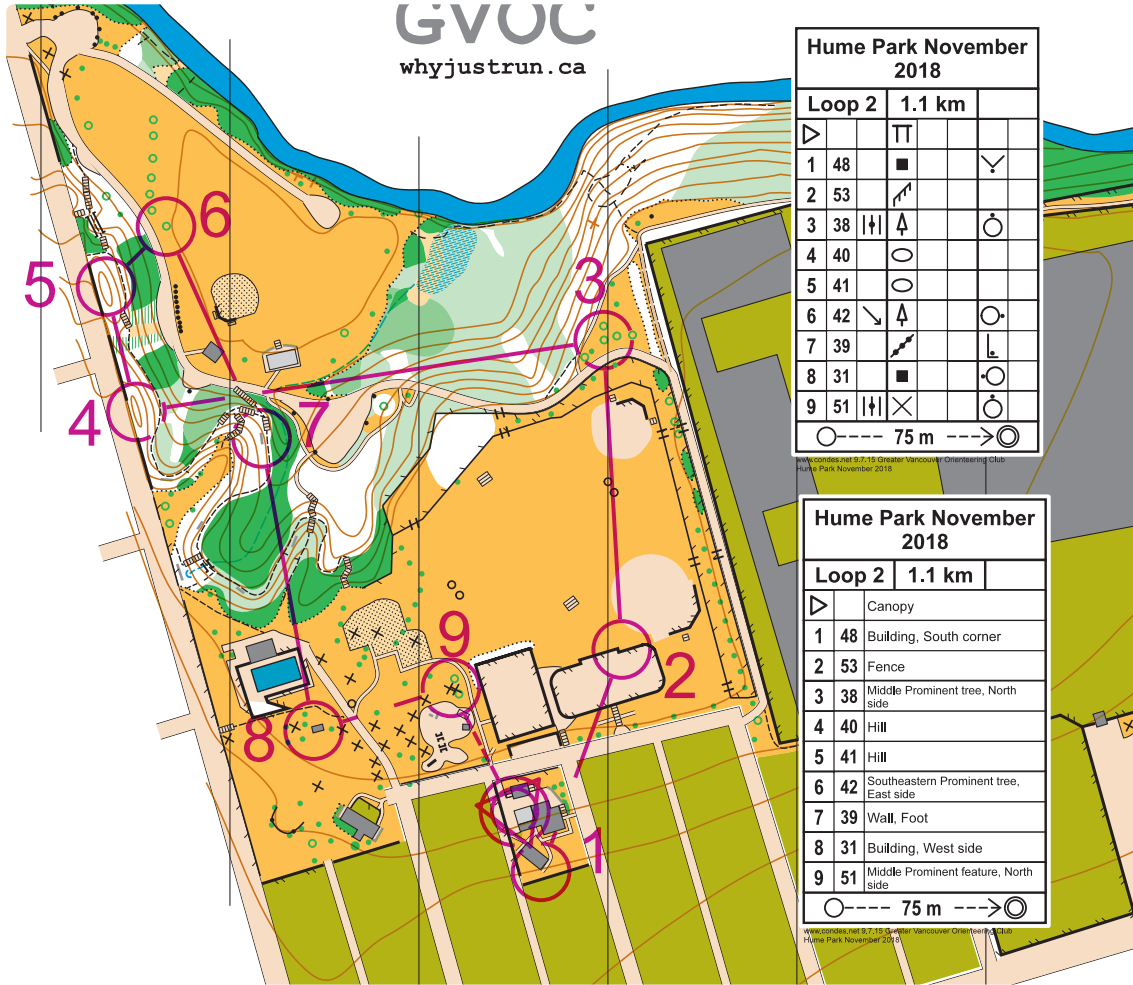 GVOC
whyjustrun.ca
Hume Park November
2018
Loop 2 1.1 km
1 48
2 53
3 38
4 40
5 41
6 42
7 39
8 31
9 51
75 m
www.condes.net 9.7.15 Greater Vancouver Orienteering Club
Hume Park November 2018
Hume Park November
2018
Loop 2 1.1 km
Canopy
1 48 Building, South corner
2 53 Fence
3 38 Middle Prominent tree, North
side
4 40 Hill
5 41 Hill
6 42 Southeastern Prominent tree,
East side
7 39 Wall, Foot
8 31 Building, West side
9 51 Middle Prominent feature, North
side
75 m
www.condes.net 9.7.15 Greater Vancouver Orienteering Club
Hume Park November 2018
6
5
3
4
7
9
2
8
1